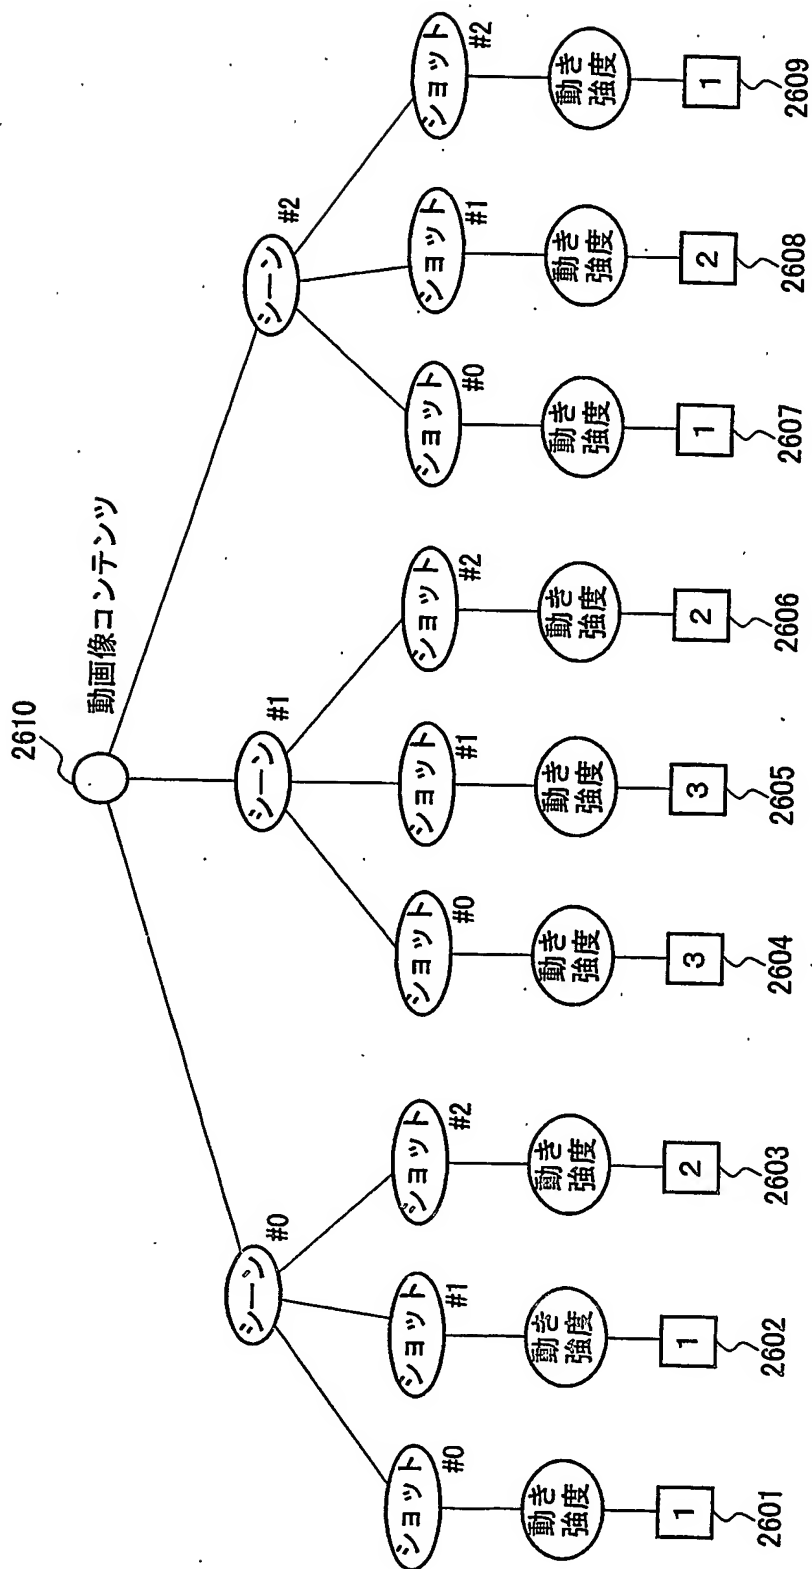 2610
動画像コンテンツ
シーン
#0
シーン
#1
シーン
#2
ショット
#0
ショット
#1
ショット
#2
ショット
#0
ショット
#1
ショット
#2
ショット
#0
ショット
#1
ショット
#2
動き
強度
動き
強度
動き
強度
動き
強度
動き
強度
動き
強度
動き
強度
動き
強度
動き
強度
1
1
2
3
3
2
1
2
1
2601
2602
2603
2604
2605
2606
2607
2608
2609